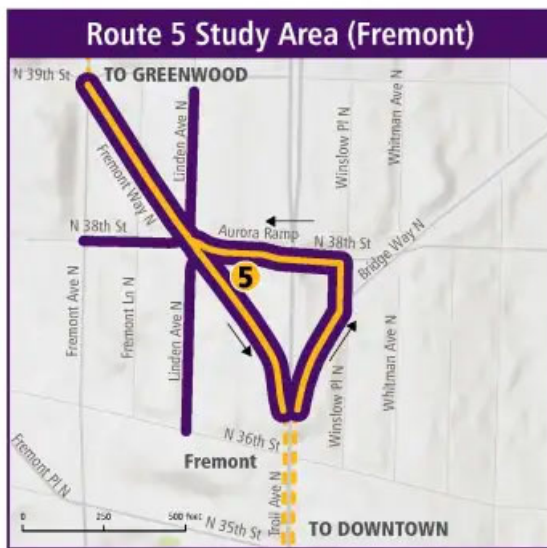 Route 5 Study Area (Fremont)
N 39th St
TO GREENWOOD
Fremont Way N
Linden Ave N
Winslow Pl N
Whitman Ave N
N 38th St
Aurora Ramp
N 38th St
Bridge Way N
5
Fremont Ave N
Fremont Ln N
Linden Ave N
Winslow Pl N
Whitman Ave N
N 36th St
Fremont
Fremont Pl N
Troll Ave N
0 250 500 feet
N 35th St
TO DOWNTOWN